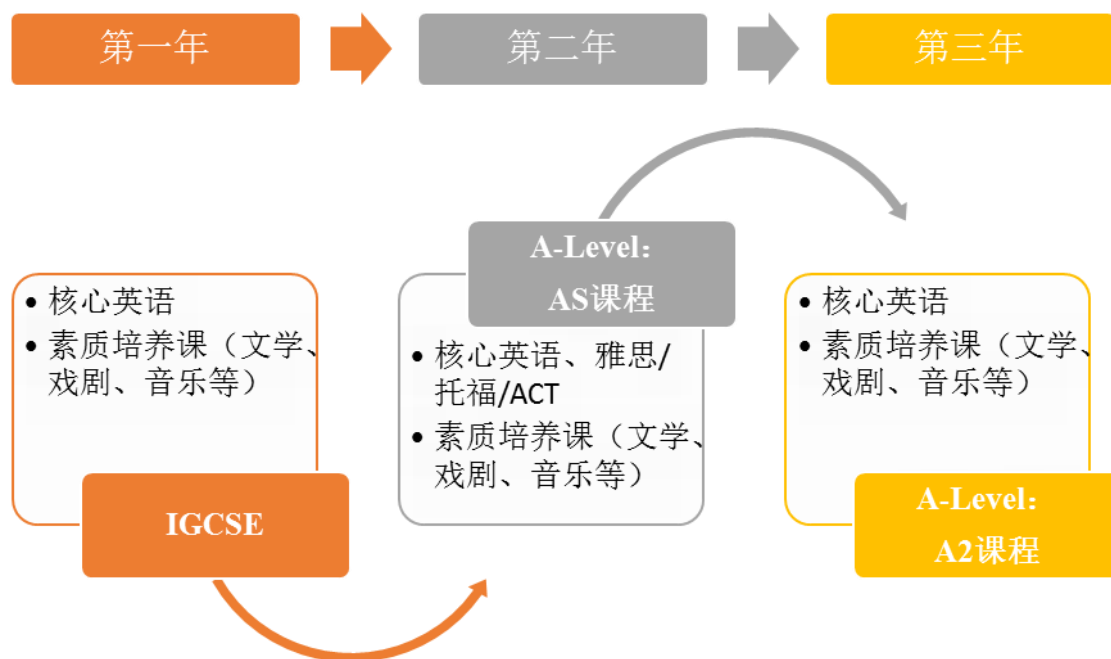 第一年
第二年
第三年
• 核心英语
• 素质培养课（文学、
戏剧、音乐等）
IGCSE
A-Level：
AS课程
• 核心英语、雅思/
托福/ACT
• 素质培养课（文学、
戏剧、音乐等）
• 核心英语
• 素质培养课（文学、
戏剧、音乐等）
A-Level：
A2课程